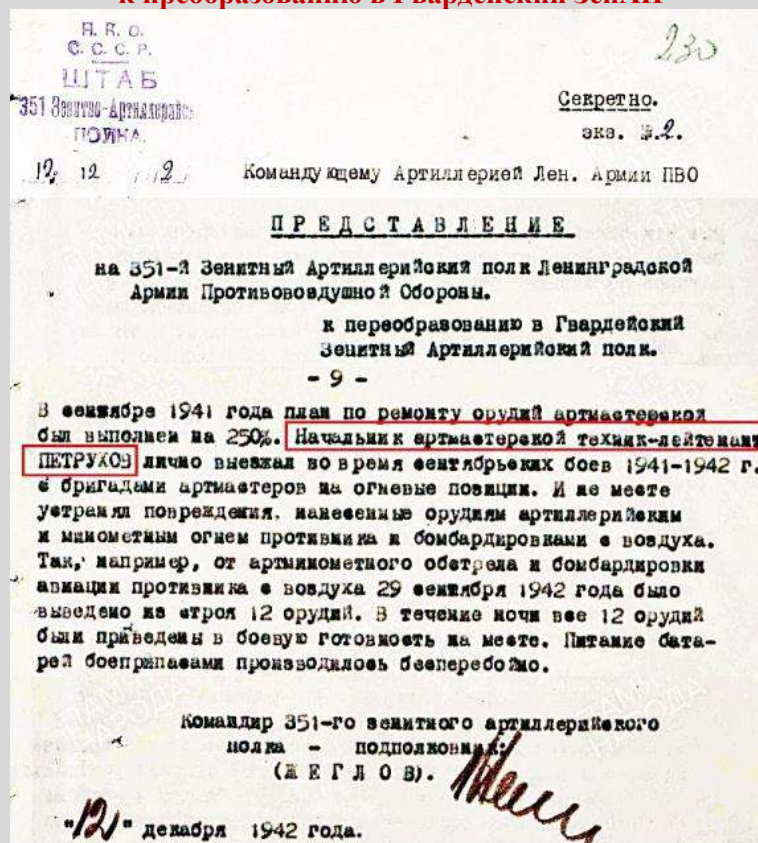 к преобразованию в Гвардейский ЗенАП
230
Н. К. О.
С. С. С. Р.
ШТАБ
351 Зенитно-Артиллерийск
ПОЛКА
Секретно.
экз. №2.
12 12 2
Командующему Артиллерией Лен. Армии ПВО
ПРЕДСТАВЛЕНИЕ
на 351-й Зенитный Артиллерийский полк Ленинградской
Армии Противовоздушной Обороны.
к переобразованию в Гвардейский
Зенитный Артиллерийский полк.
- 9 -
В сентябре 1941 года план по ремонту орудий артмастерской
был выполнен на 250%. Начальник артмастерской техник-лейтенант
ПЕТРУХОВ лично выезжал во время сентябрьских боев 1941-1942 г.
с бригадами артмастеров на огневые позиции. И не месте
устранял повреждения, нанесенные орудиям артиллерийским
и минометным огнем противника и бомбардировками с воздуха.
Так, например, от артминометного обстрела и бомбардировки
авиации противника с воздуха 29 сентября 1942 года было
выведено из строя 12 орудий. В течение ночи все 12 орудий
были приведены в боевую готовность на месте. Питание бата-
рей боеприпасами производилось бесперебойно.
Командир 351-го зенитного артиллерийского
полка - подполковник:
(ЖЕГЛОВ).
"12" декабря 1942 года.